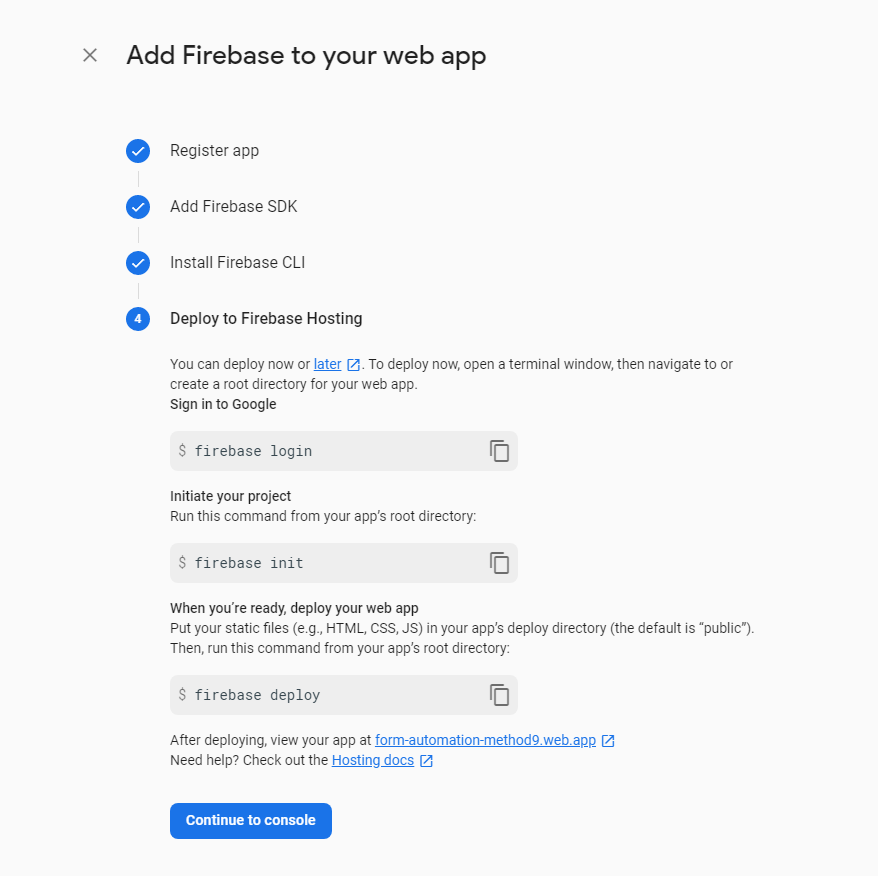 Add Firebase to your web app
Register app
Add Firebase SDK
Install Firebase CLI
4
Deploy to Firebase Hosting
You can deploy now or later . To deploy now, open a terminal window, then navigate to or
create a root directory for your web app.
Sign in to Google
$ firebase login
Initiate your project
Run this command from your app’s root directory:
$ firebase init
When you’re ready, deploy your web app
Put your static files (e.g., HTML, CSS, JS) in your app’s deploy directory (the default is “public”).
Then, run this command from your app’s root directory:
$ firebase deploy
After deploying, view your app at form-automation-method9.web.app
Need help? Check out the Hosting docs
Continue to console